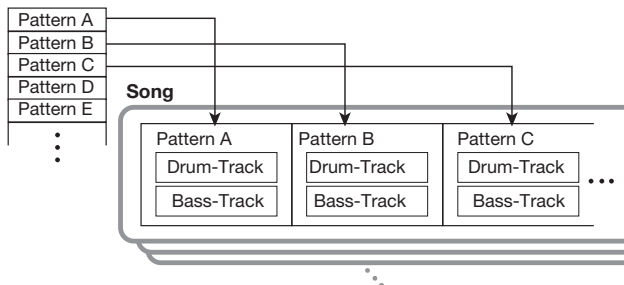 Pattern A
Pattern B
Pattern C
Pattern D
Pattern E
Song
Pattern A
Drum-Track
Bass-Track
Pattern B
Drum-Track
Bass-Track
Pattern C
Drum-Track
Bass-Track